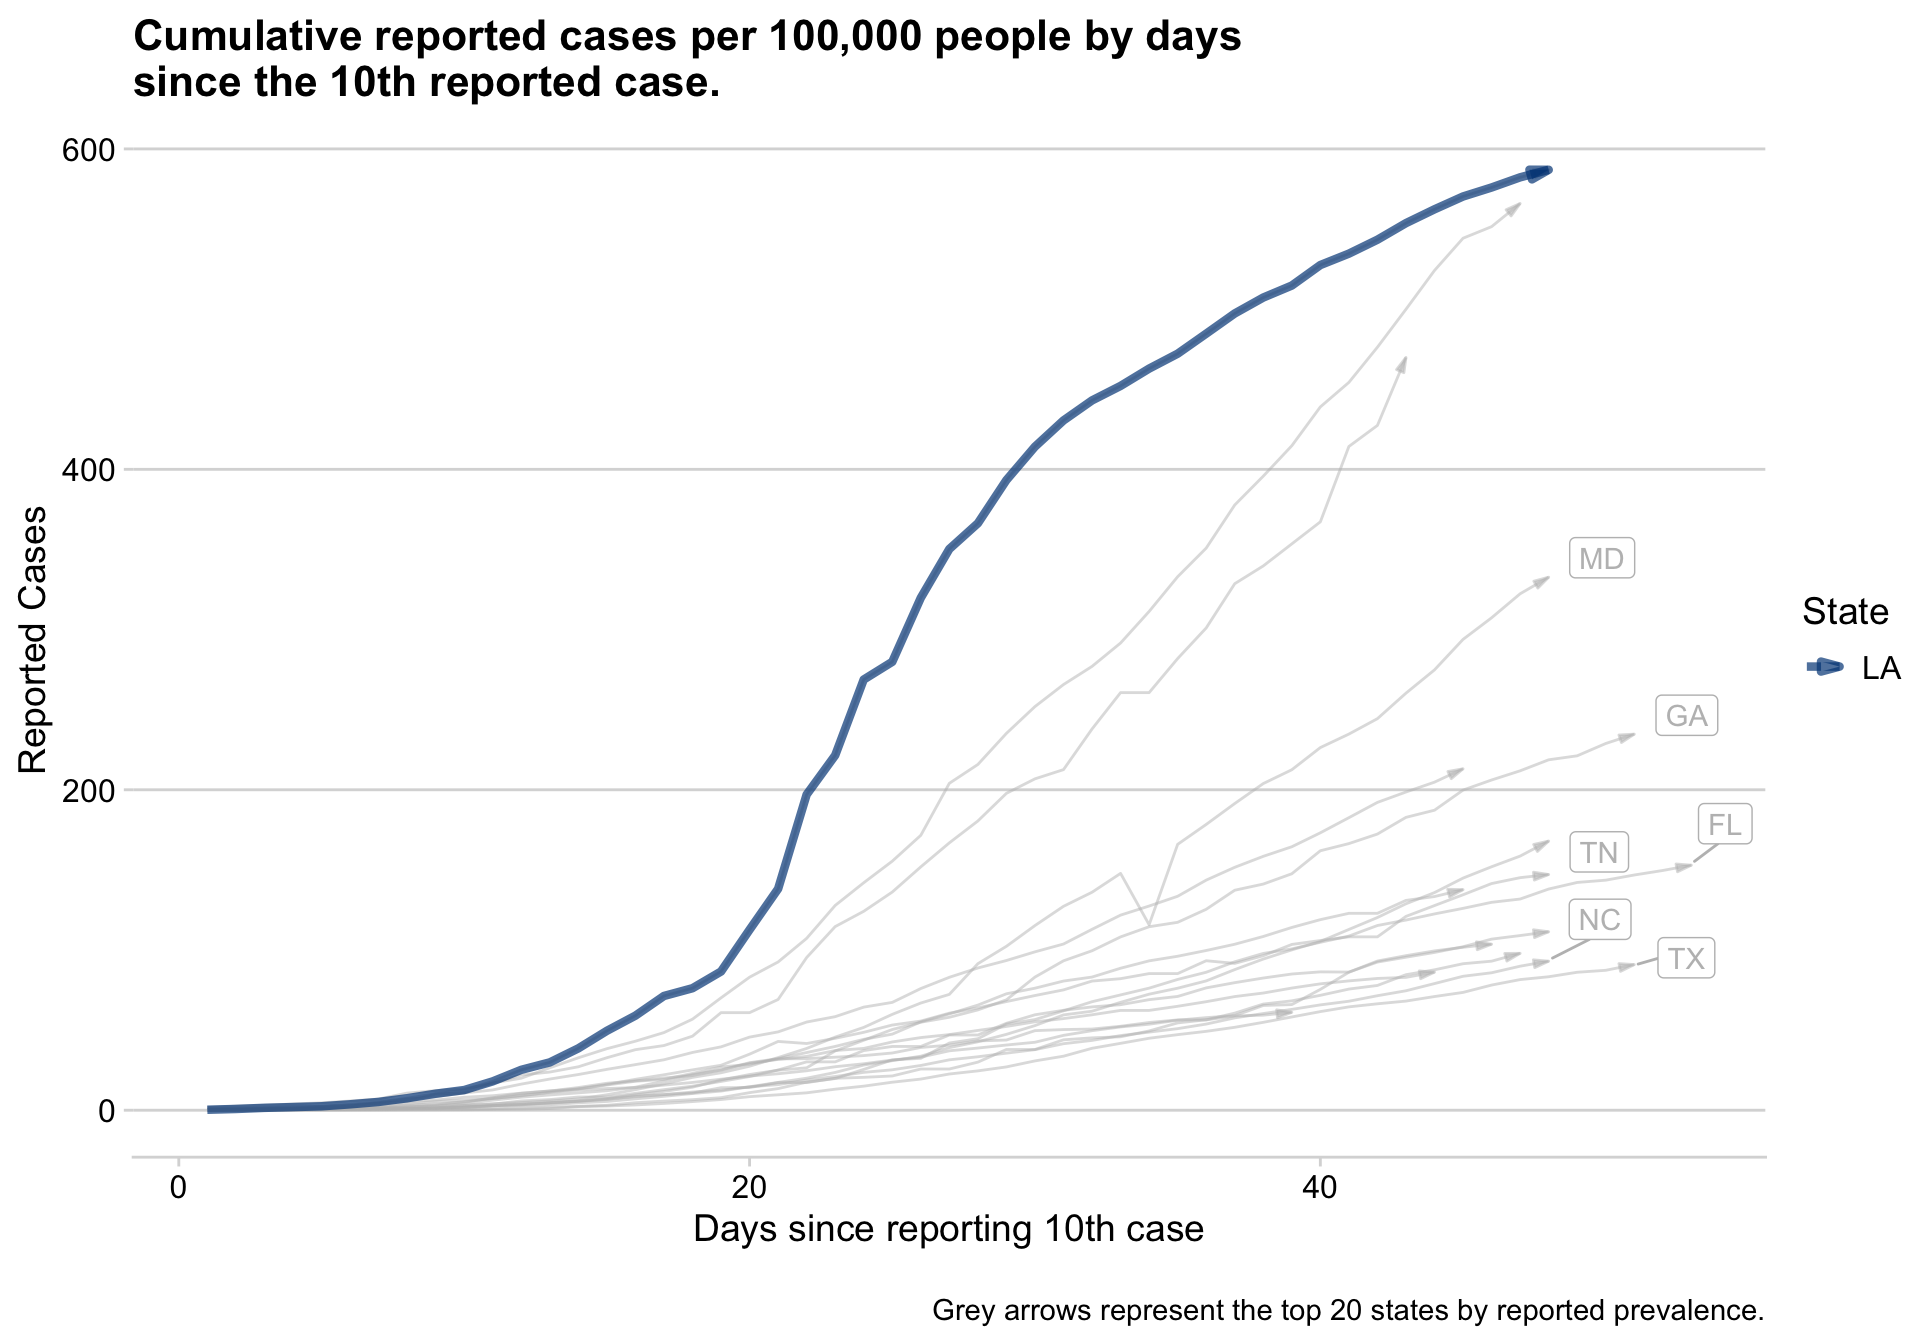 Cumulative reported cases per 100,000 people by days
since the 10th reported case.
600
400
200
0
Reported Cases
MD
GA
FL
TN
NC
TX
State
LA
0
20
40
Days since reporting 10th case
Grey arrows represent the top 20 states by reported prevalence.